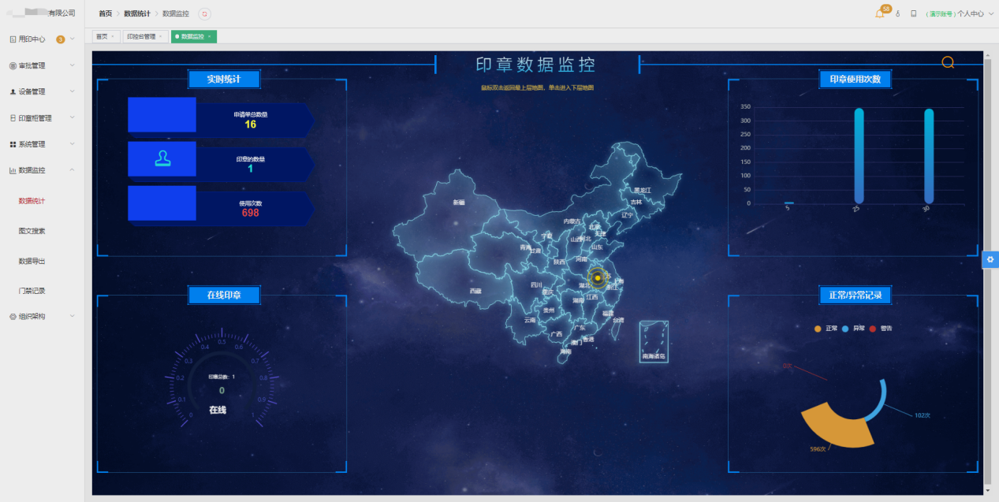 有限公司
首页 > 数据统计 > 数据监控
58
(演示账号) 个人中心
首页 ×
印控台管理 ×
数据监控 ×
用印中心 3
审批管理
设备管理
印章柜管理
系统管理
数据监控
数据统计
图文搜索
数据导出
门禁记录
组织架构
印章数据监控
鼠标双击返回最上层地图，单击进入下层地图
实时统计
申请单总数量
16
印章的数量
1
使用次数
698
在线印章
0
0.1
0.2
0.3
0.4
0.5
0.6
0.7
0.8
0.9
1
印章总数：1
0
在线
黑龙江
吉林
辽宁
新疆
内蒙古
北京
天津
宁夏
山西
河北
山东
青海
甘肃
陕西
河南
四川
重庆
湖北
上海
浙江
西藏
湖南
江西
贵州
云南
福建
台湾
广西
广东
澳门
香港
海南
南海诸岛
印章使用次数
350
300
250
200
150
100
50
0
5
25
30
正常/异常记录
正常 异常 警告
0次
102次
596次